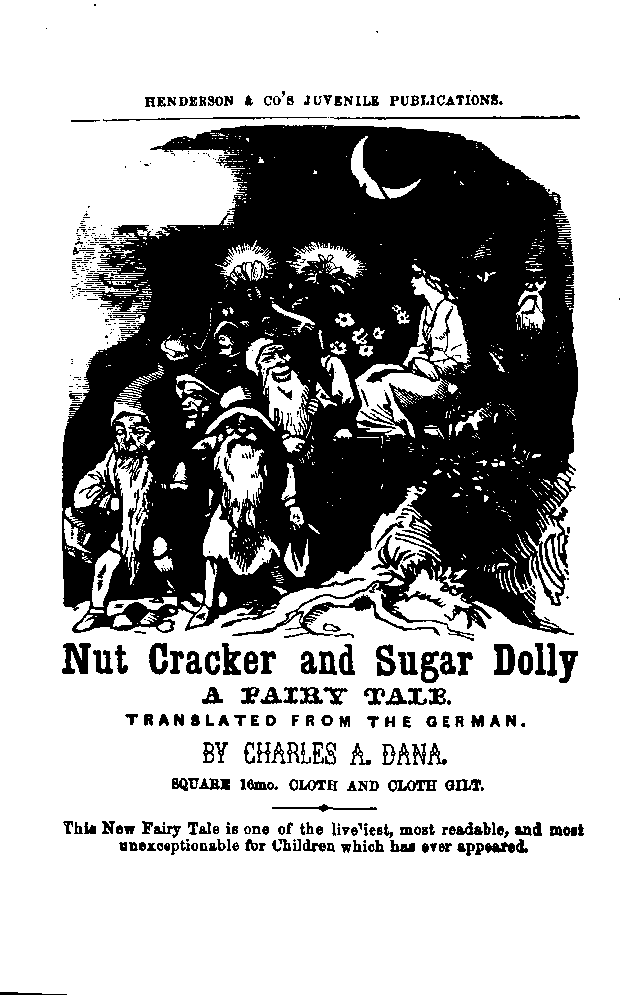 HENDERSON & CO'S JUVENILE PUBLICATIONS.
Nut Cracker and Sugar Dolly
A FAIRY TALE.
TRANSLATED FROM THE GERMAN.
BY CHARLES A. DANA.
SQUARE 16mo. CLOTH AND CLOTH GILT.
This New Fairy Tale is one of the live'iest, most readable, and most
unexceptionable for Children which has ever appeared.